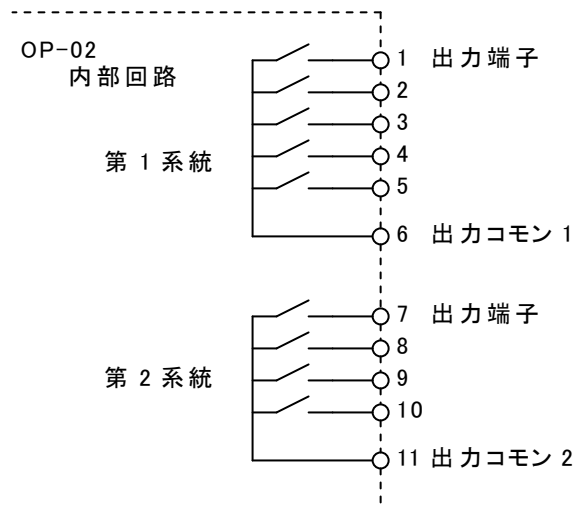 OP-02
内部回路
第1系統
1 出力端子
2
3
4
5
6 出力コモン1
第2系統
7 出力端子
8
9
10
11 出力コモン2